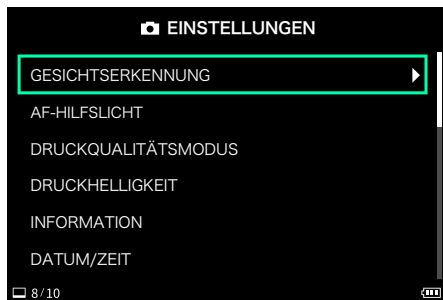 EINSTELLUNGEN
GESICHTSERKENNUNG
AF-HILFSLICHT
DRUCKQUALITÄTSMODUS
DRUCKHELLIGKEIT
INFORMATION
DATUM/ZEIT
8/10